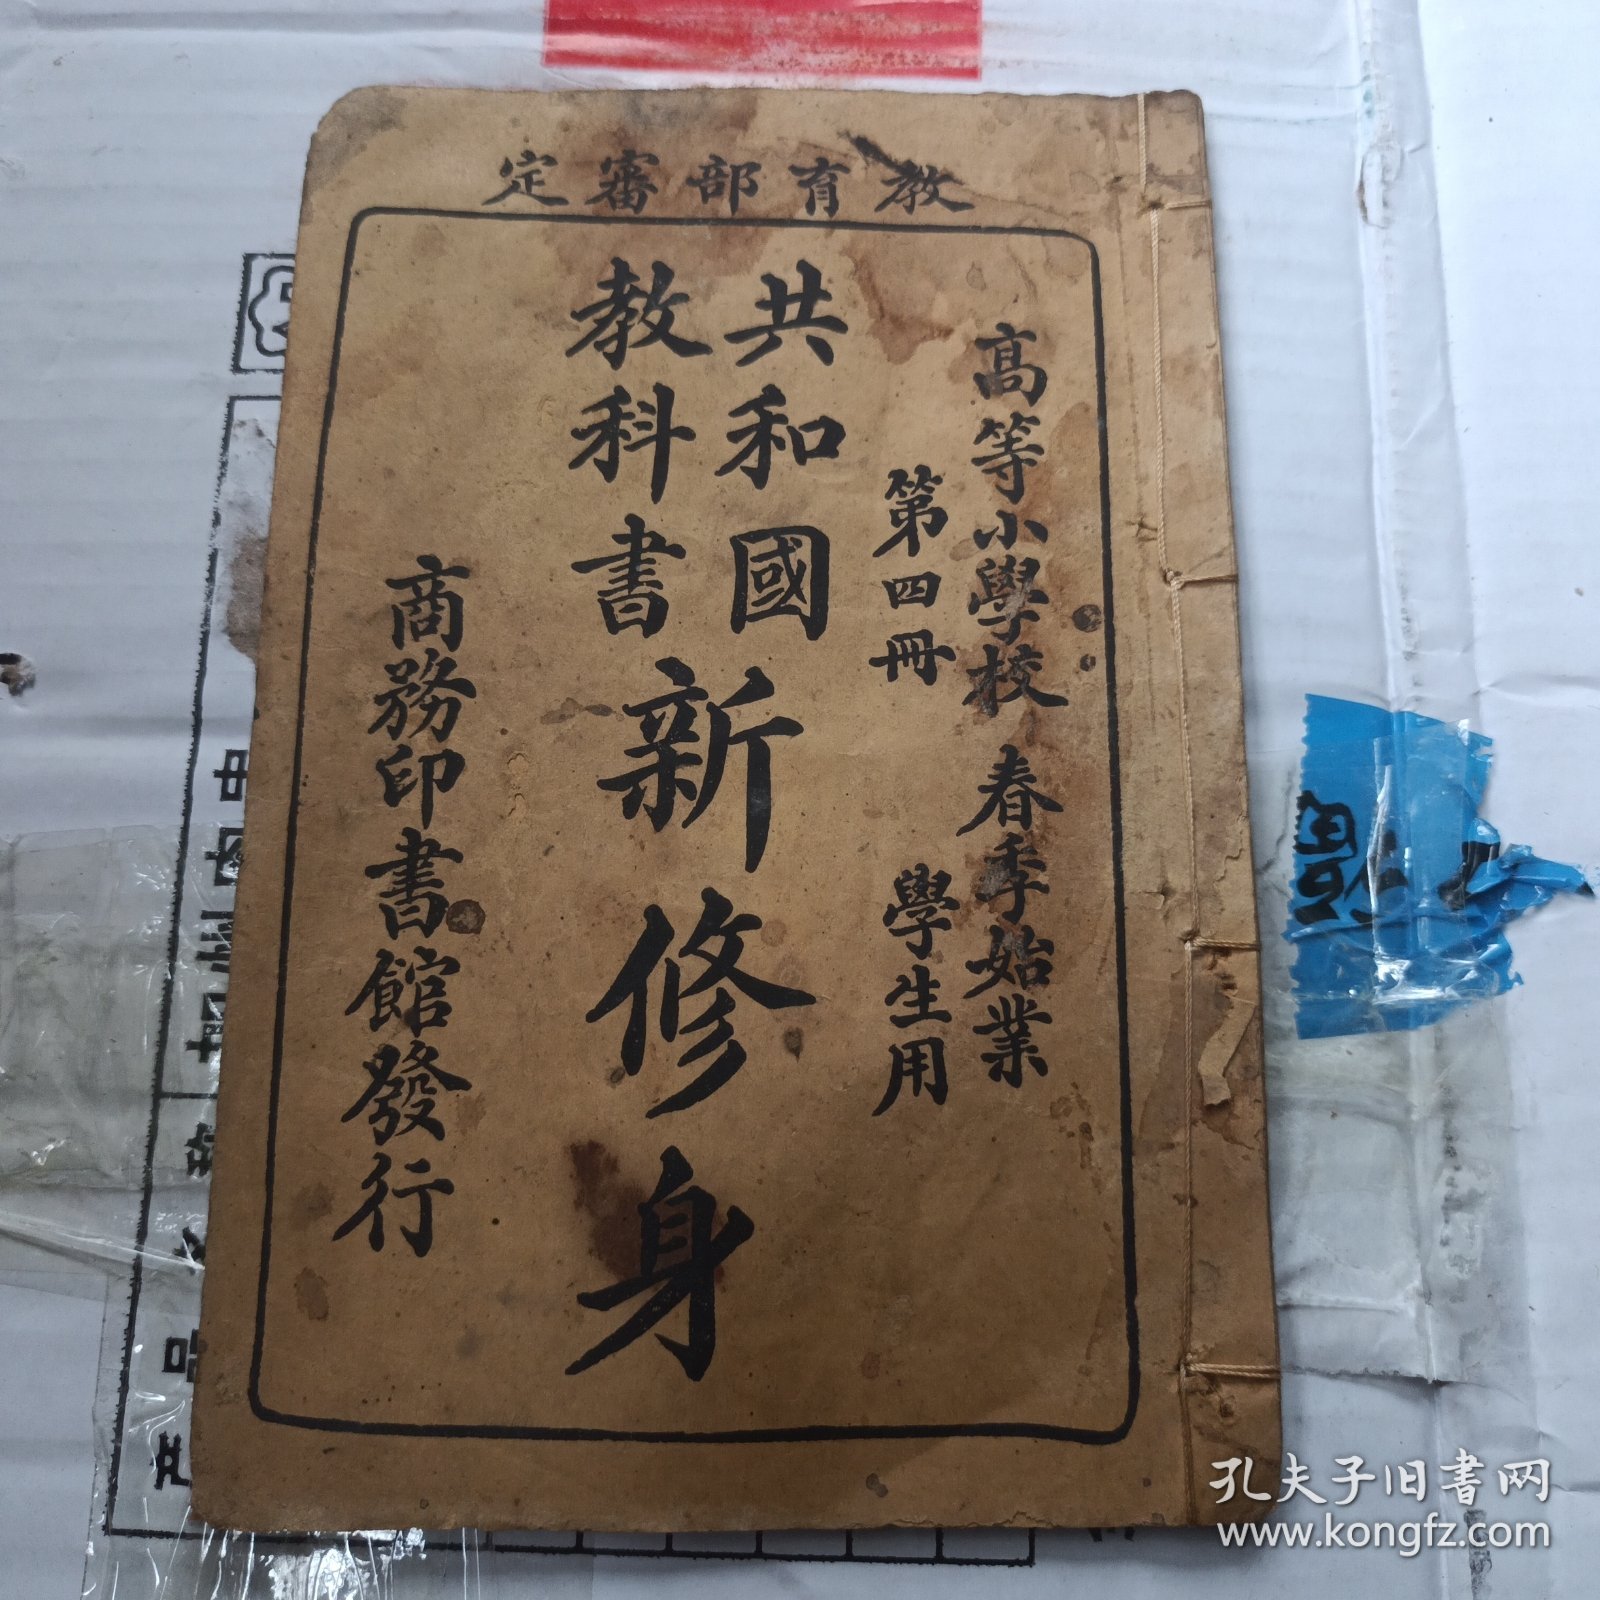 教育部審定
高等小學校 春季始業
第四冊 學生用
共和國
教科書
新修身
商務印書館發行
孔夫子旧书网
www.kongfz.com